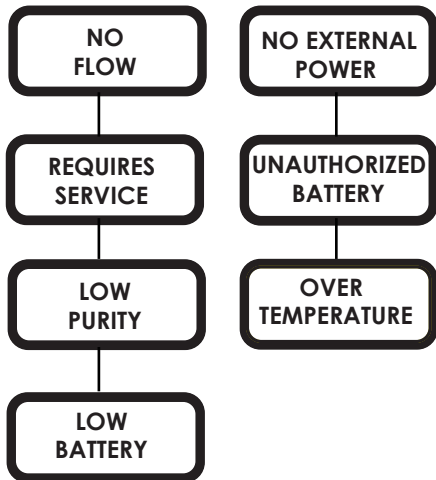 NO
FLOW
REQUIRES
SERVICE
LOW
PURITY
LOW
BATTERY
NO EXTERNAL
POWER
UNAUTHORIZED
BATTERY
OVER
TEMPERATURE